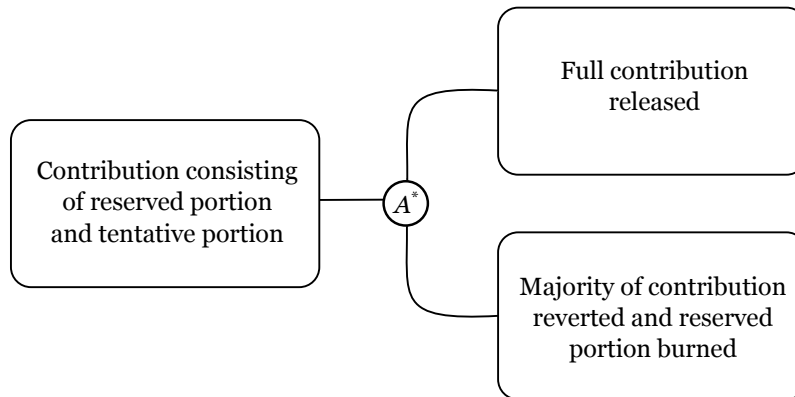 Full contribution
released
Contribution consisting
of reserved portion
and tentative portion
A*
Majority of contribution
reverted and reserved
portion burned